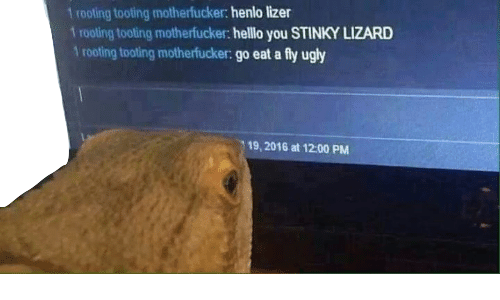 1 rooting tooting motherfucker: henlo lizer
1 rooting tooting motherfucker: helllo you STINKY LIZARD
1 rooting tooting motherfucker: go eat a fly ugly
19, 2016 at 12:00 PM